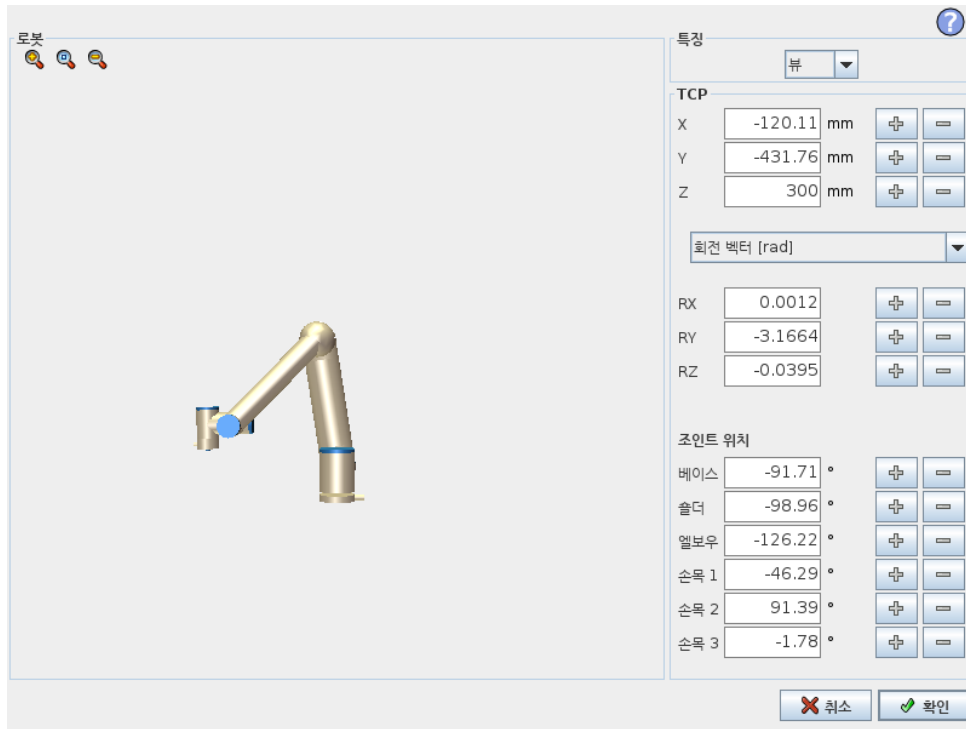 ?
로봇
특징
뷰
TCP
X -120.11 mm
Y -431.76 mm
Z 300 mm
회전 벡터 [rad]
RX 0.0012
RY -3.1664
RZ -0.0395
조인트 위치
베이스 -91.71 °
숄더 -98.96 °
엘보우 -126.22 °
손목 1 -46.29 °
손목 2 91.39 °
손목 3 -1.78 °
취소 확인